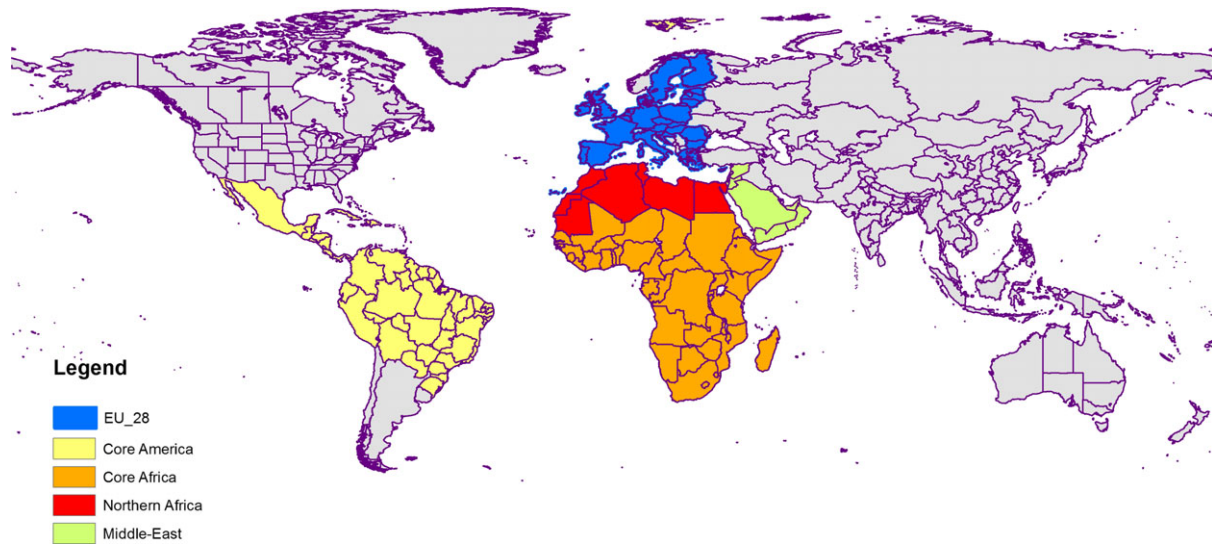 Legend
EU_28
Core America
Core Africa
Northern Africa
Middle-East